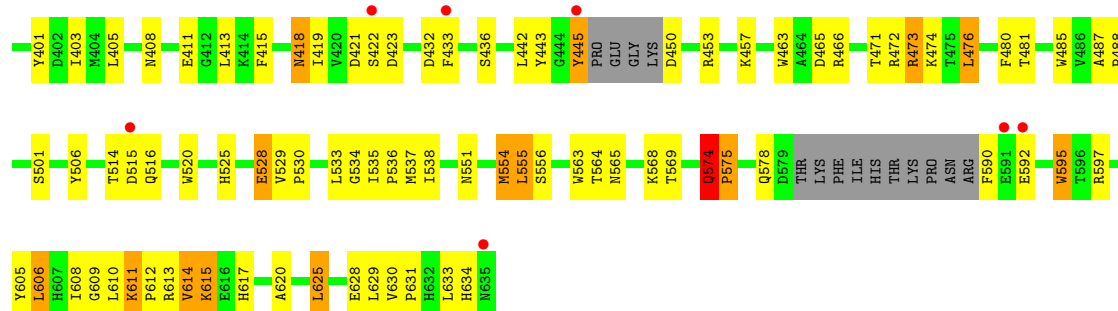 Y401 D402 I403 M404 L405 N408 E411 G412 L413 K414 F415 N418 I419 V420 D421 S422 D423 D432 F433 S436 L442 Y443 G444 Y445 PRO GLU GLY LYS D450 R453 K457 W463 A464 D465 R466 T471 R472 R473 K474 T475 L476 F480 T481 W485 V486 A487 R488
S501 Y506 T514 D515 Q516 W520 H525 E528 V529 P530 L533 G534 I535 P536 M537 I538 N551 M554 L555 S556 W563 T564 N565 K568 T569 Q574 P575 Q578 D579 THR LYS PHE ILE HIS THR LYS PRO ASN ARG F590 E591 E592 W595 T596 R597
Y605 L606 H607 I608 G609 L610 K611 P612 R613 V614 K615 E616 H617 A620 L625 E628 L629 V630 P631 H632 L633 H634 N635